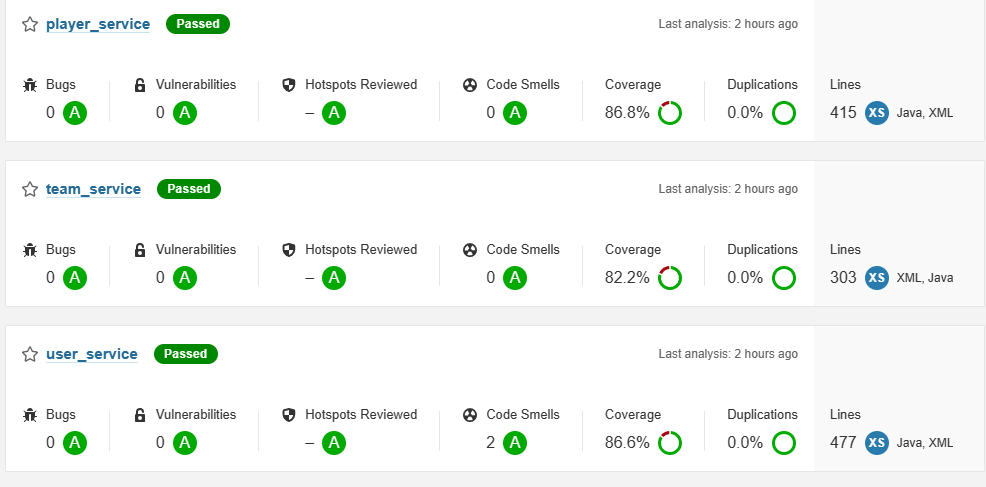 player_service Passed Last analysis: 2 hours ago
Bugs Vulnerabilities Hotspots Reviewed Code Smells Coverage Duplications Lines
0 A 0 A – A 0 A 86.8% 0.0% 415 XS Java, XML
team_service Passed Last analysis: 2 hours ago
Bugs Vulnerabilities Hotspots Reviewed Code Smells Coverage Duplications Lines
0 A 0 A – A 0 A 82.2% 0.0% 303 XS XML, Java
user_service Passed Last analysis: 2 hours ago
Bugs Vulnerabilities Hotspots Reviewed Code Smells Coverage Duplications Lines
0 A 0 A – A 2 A 86.6% 0.0% 477 XS Java, XML